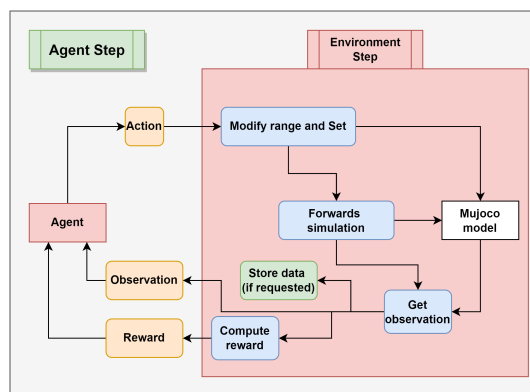 Agent Step
Environment
Step
Action
Modify range and Set
Agent
Forwards
simulation
Mujoco
model
Observation
Store data
(if requested)
Get
observation
Reward
Compute
reward